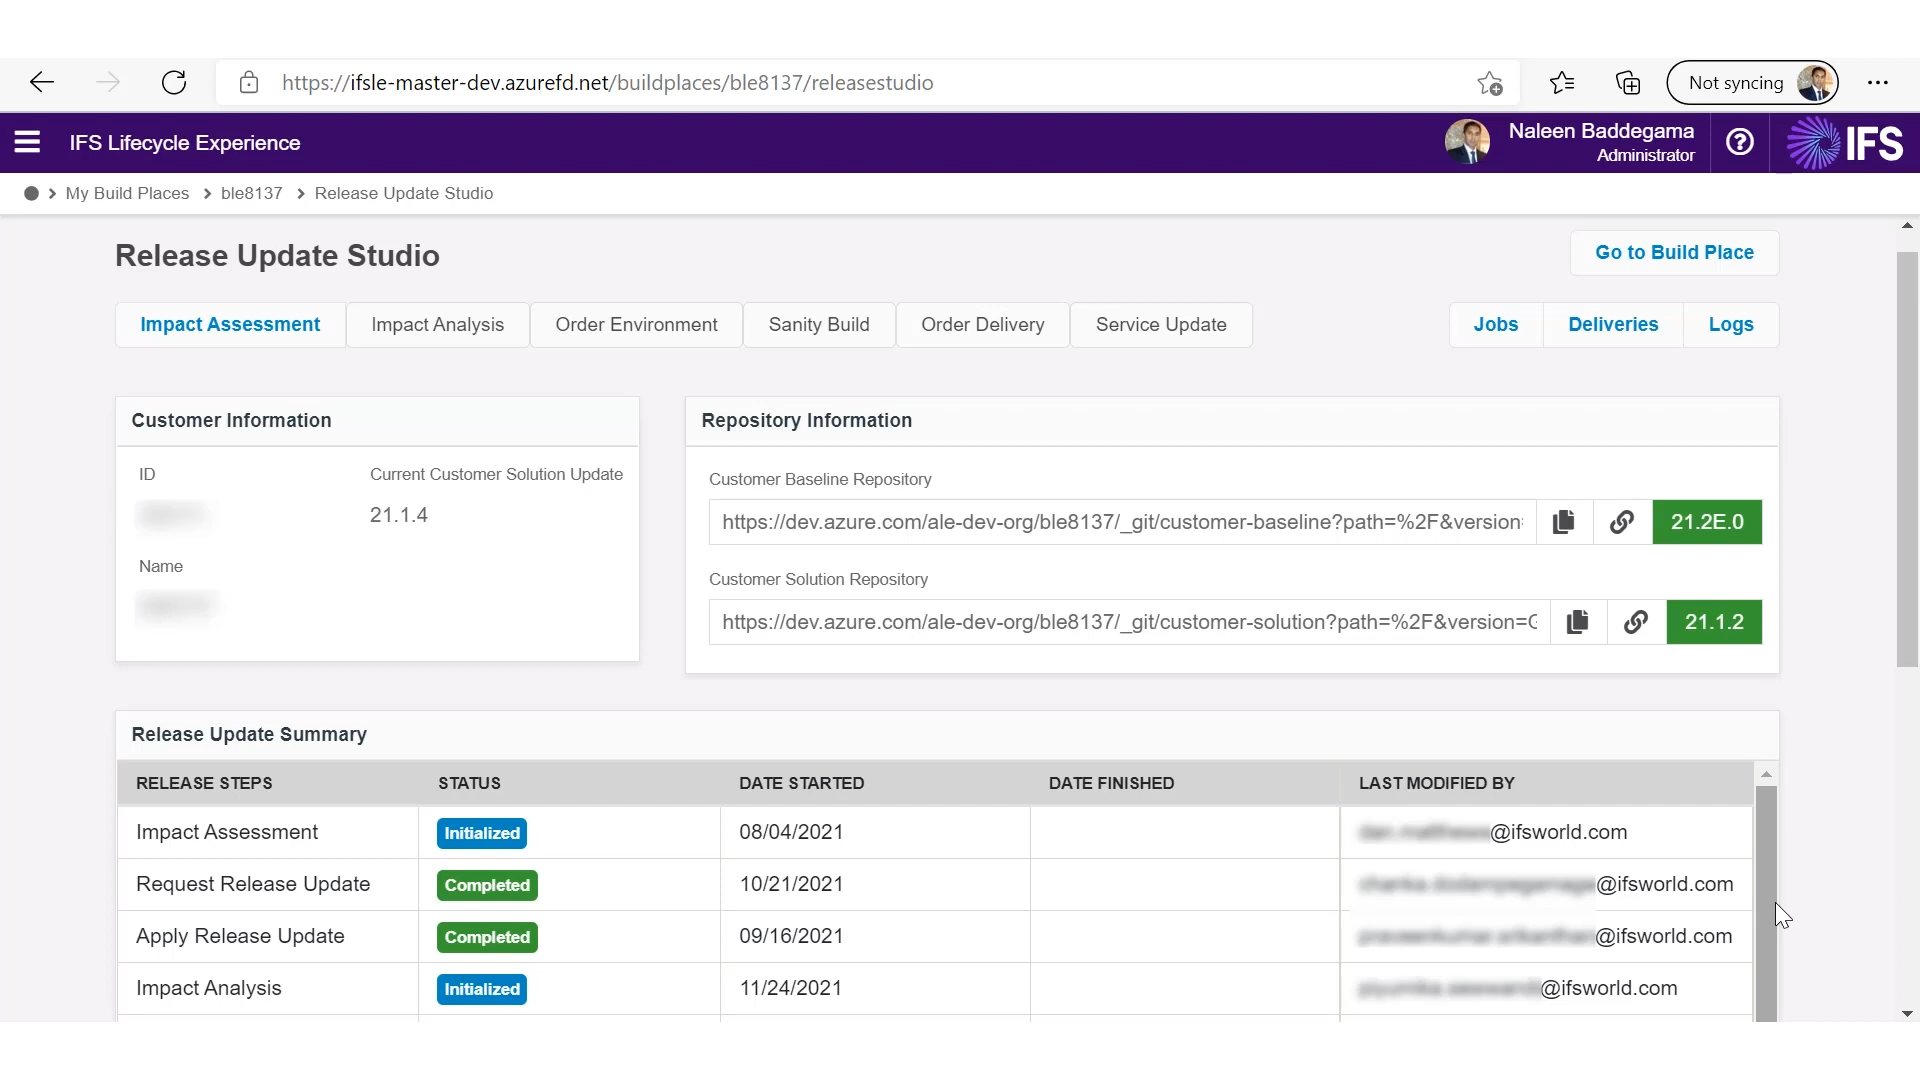 https://ifsle-master-dev.azurefd.net/buildplaces/ble8137/releasestudio
Not syncing
IFS Lifecycle Experience
Naleen Baddegama
Administrator
IFS
My Build Places
ble8137
Release Update Studio
Release Update Studio
Go to Build Place
Impact Assessment
Impact Analysis
Order Environment
Sanity Build
Order Delivery
Service Update
Jobs
Deliveries
Logs
Customer Information
ID
Current Customer Solution Update
21.1.4
Name
Repository Information
Customer Baseline Repository
https://dev.azure.com/ale-dev-org/ble8137/_git/customer-baseline?path=%2F&version
21.2E.0
Customer Solution Repository
https://dev.azure.com/ale-dev-org/ble8137/_git/customer-solution?path=%2F&version=G
21.1.2
Release Update Summary
RELEASE STEPS STATUS DATE STARTED DATE FINISHED LAST MODIFIED BY
Impact Assessment Initialized 08/04/2021 @ifsworld.com
Request Release Update Completed 10/21/2021 @ifsworld.com
Apply Release Update Completed 09/16/2021 @ifsworld.com
Impact Analysis Initialized 11/24/2021 @ifsworld.com